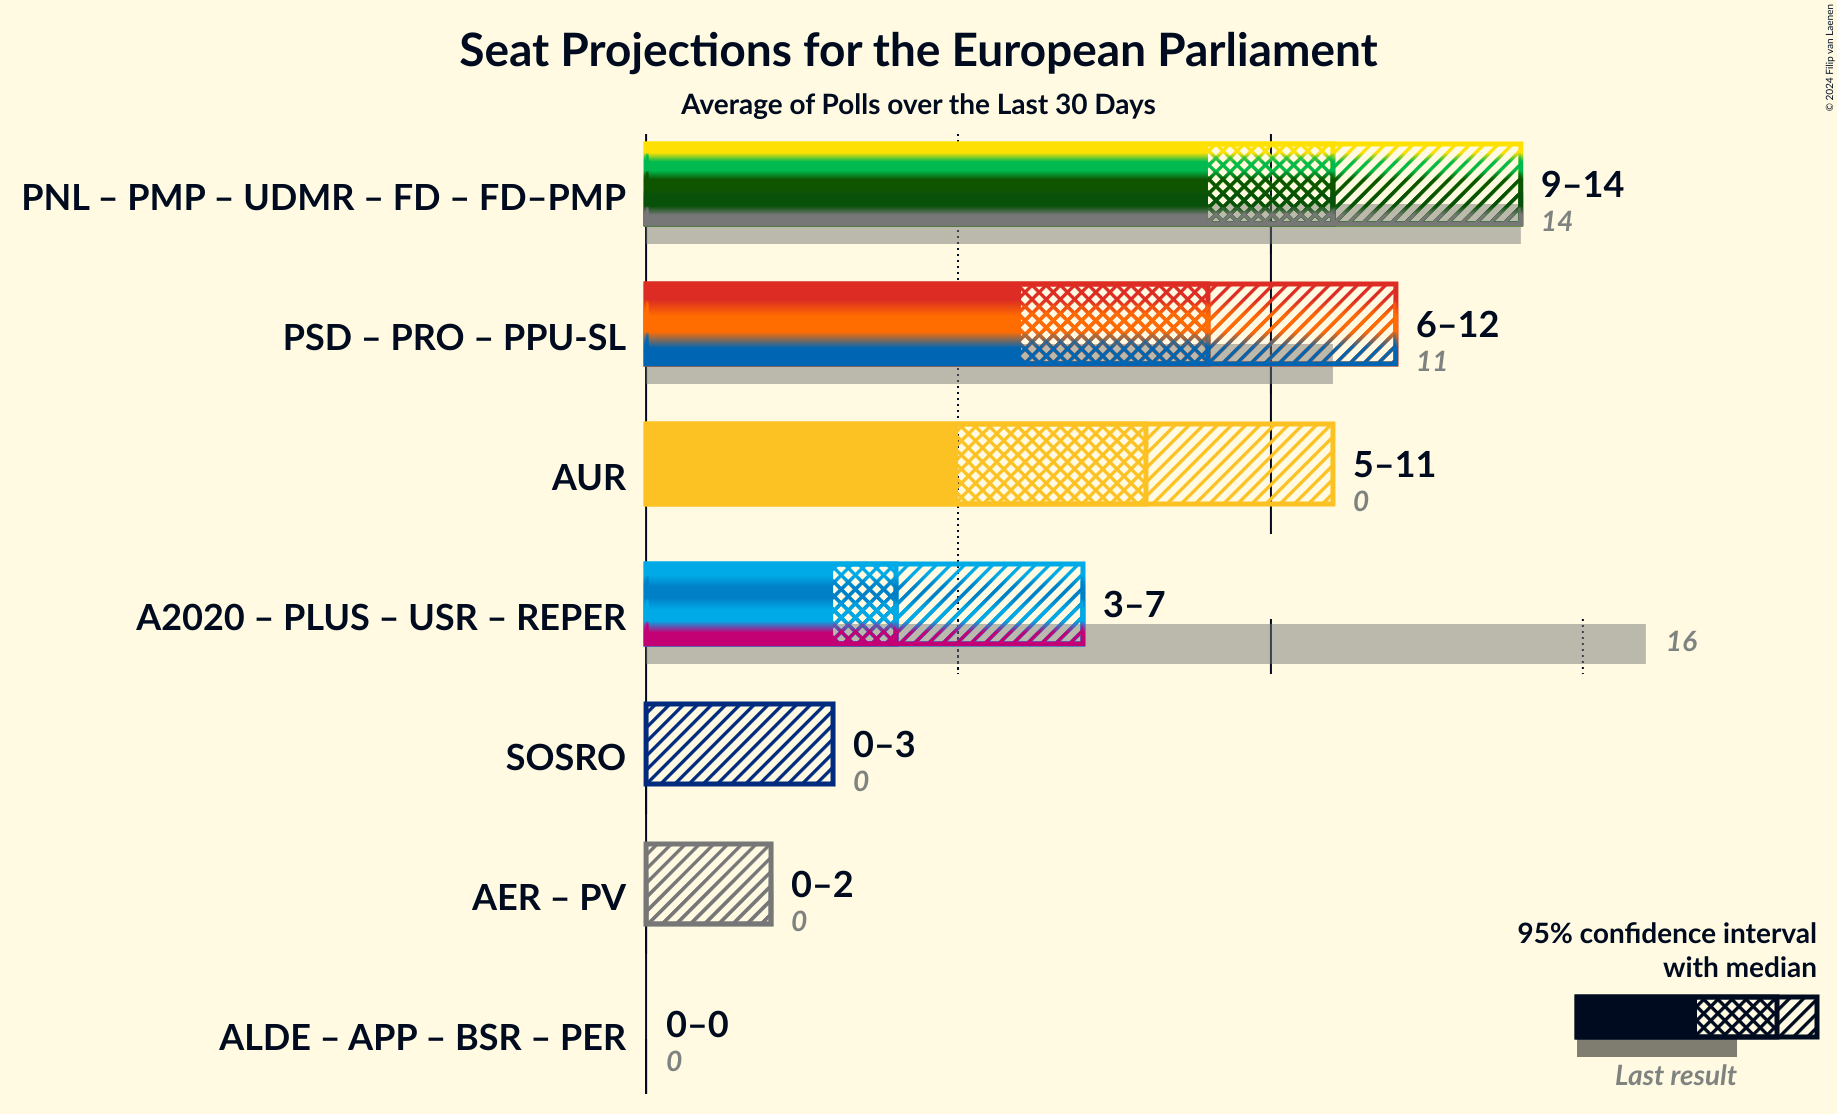 Seat Projections for the European Parliament
Average of Polls over the Last 30 Days
© 2024 Filip van Laenen
PNL – PMP – UDMR – FD – FD–PMP
9–14
14
PSD – PRO – PPU-SL
6–12
11
AUR
5–11
0
A2020 – PLUS – USR – REPER
3–7
16
SOSRO
0–3
0
AER – PV
0–2
0
ALDE – APP – BSR – PER
0–0
0
95% confidence interval
with median
Last result